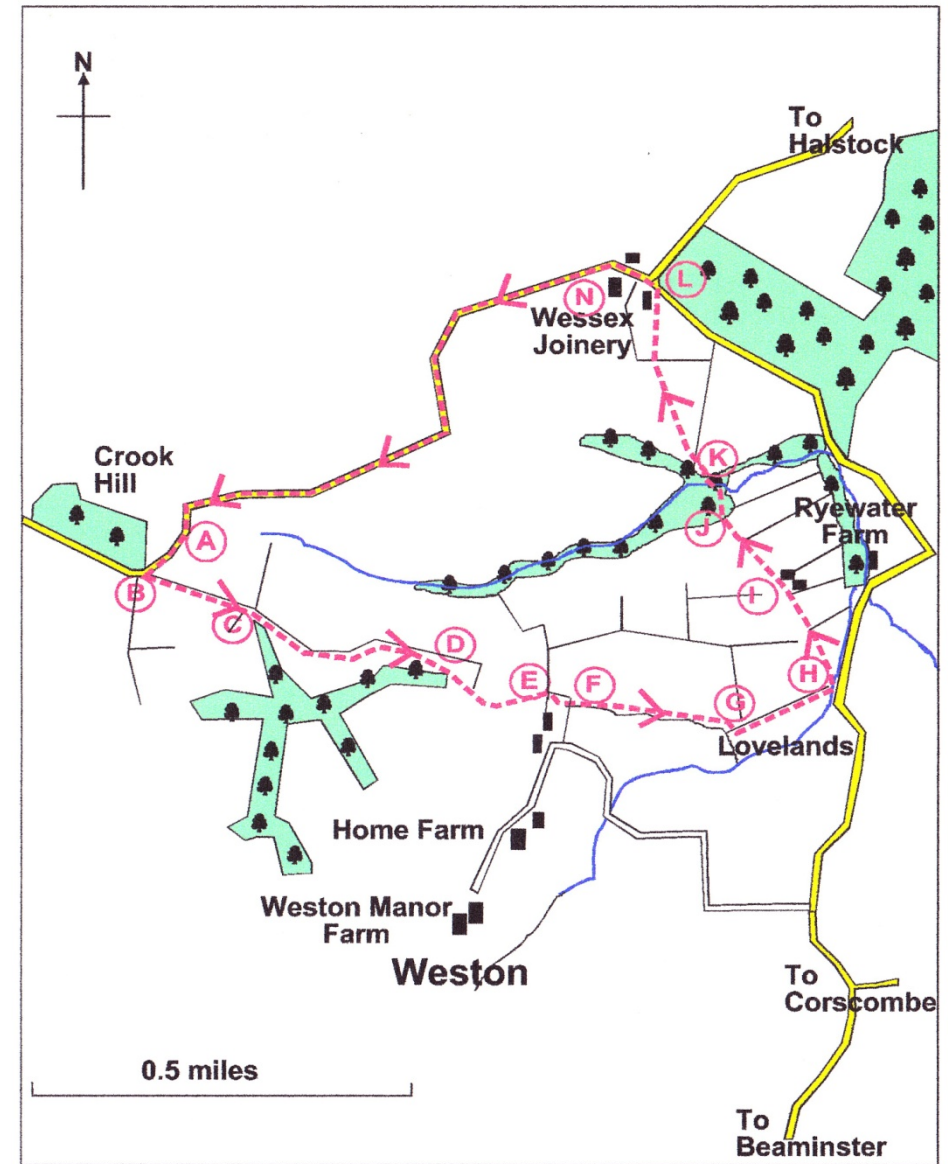 N
To
Halstock
L
N
Wessex
Joinery
Crook
Hill
K
A
J
Ryewater
Farm
B
I
C
D
E
F
G
H
Lovelands
Home Farm
Weston Manor
Farm
Weston
To
Corscombe
0.5 miles
To
Beaminster